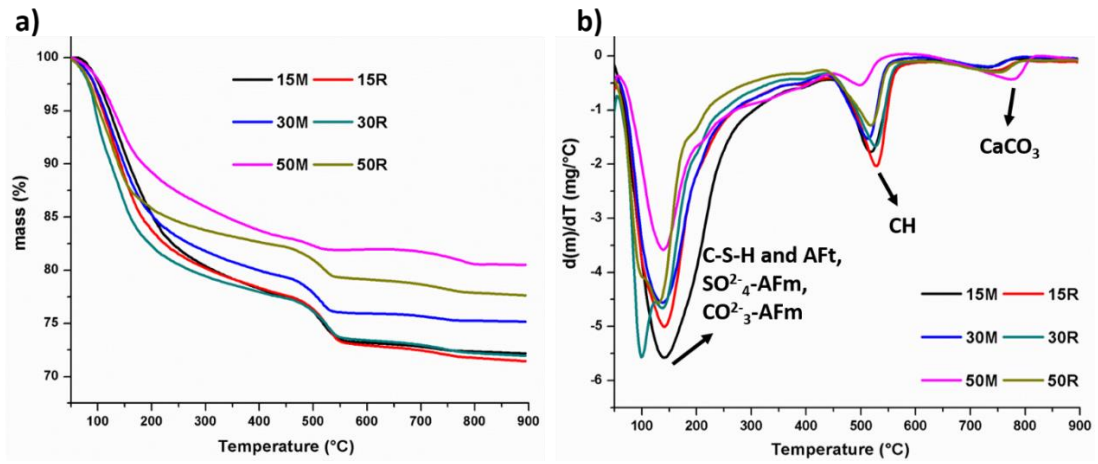 a)
100
95
90
85
80
75
70
mass (%)
15M 15R
30M 30R
50M 50R
100 200 300 400 500 600 700 800 900
Temperature (°C)
b)
0
-1
-2
-3
-4
-5
-6
d(m)/dT (mg/°C)
CaCO₃
CH
C-S-H and AFt,
SO²⁻₄-AFm,
CO²⁻₃-AFm
15M 15R
30M 30R
50M 50R
100 200 300 400 500 600 700 800 900
Temperature (°C)